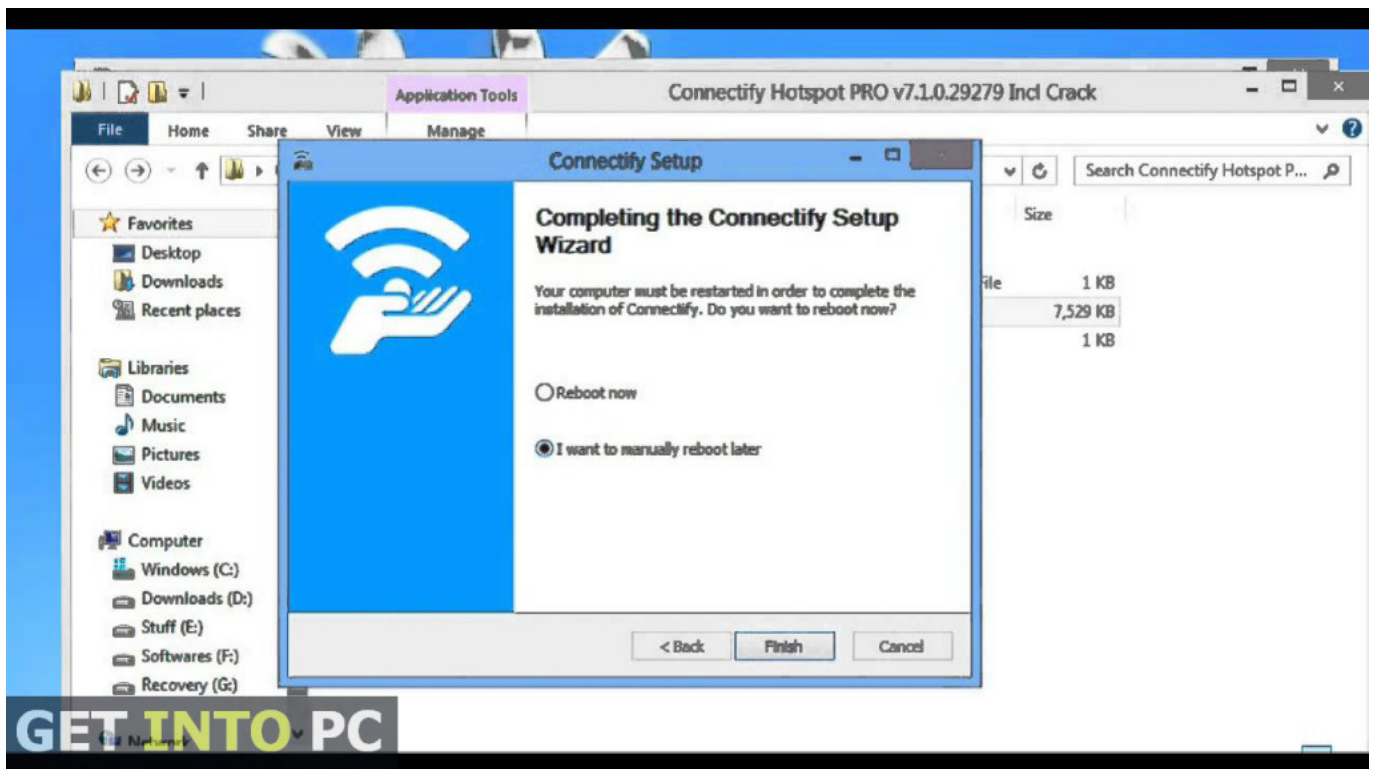 Application Tools
Connectify Hotspot PRO v7.1.0.29279 Incl Crack
File
Home
Share
View
Manage
Connectify Setup
Search Connectify Hotspot P...
Size
Favorites
Desktop
Downloads
Recent places
Libraries
Documents
Music
Pictures
Videos
Computer
Windows (C:)
Downloads (D:)
Stuff (E:)
Softwares (F:)
Recovery (G:)
Network
Completing the Connectify Setup
Wizard
Your computer must be restarted in order to complete the
installation of Connectify. Do you want to reboot now?
Reboot now
I want to manually reboot later
< Back
Finish
Cancel
1 KB
7,529 KB
1 KB
GET INTO PC